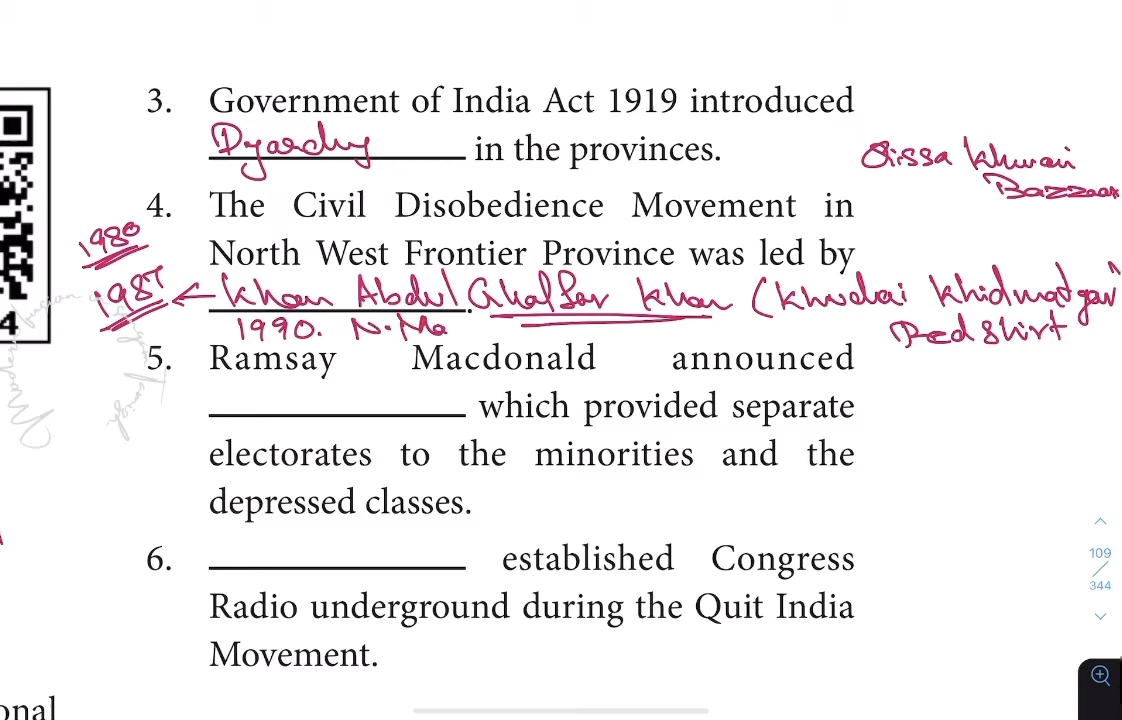 3. Government of India Act 1919 introduced
Dyarchy in the provinces.
Qissa Khwani
Bazzaar
4. The Civil Disobedience Movement in
1980
North West Frontier Province was led by
1987 ← Khan Abdul Ghaffar Khan (Khudai Khidmatgar
1990. N.Ma
Red Shirt
4
5. Ramsay Macdonald announced
which provided separate
electorates to the minorities and the
depressed classes.
6. established Congress
Radio underground during the Quit India
Movement.
109
344
onal